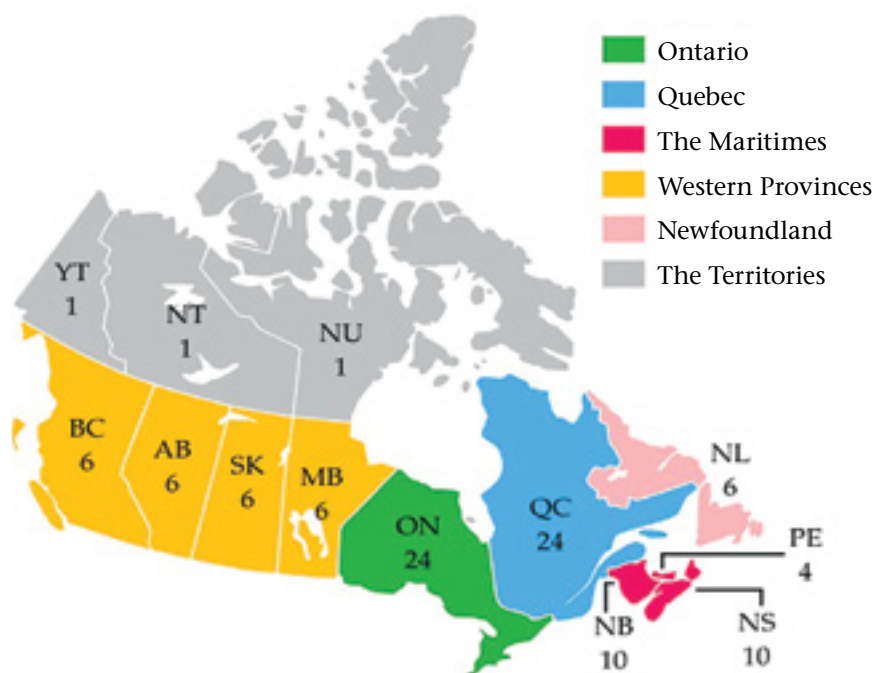 Ontario
Quebec
The Maritimes
Western Provinces
Newfoundland
The Territories
YT
1
NT
1
NU
1
BC
6
AB
6
SK
6
MB
6
ON
24
QC
24
NL
6
PE
4
NB
10
NS
10